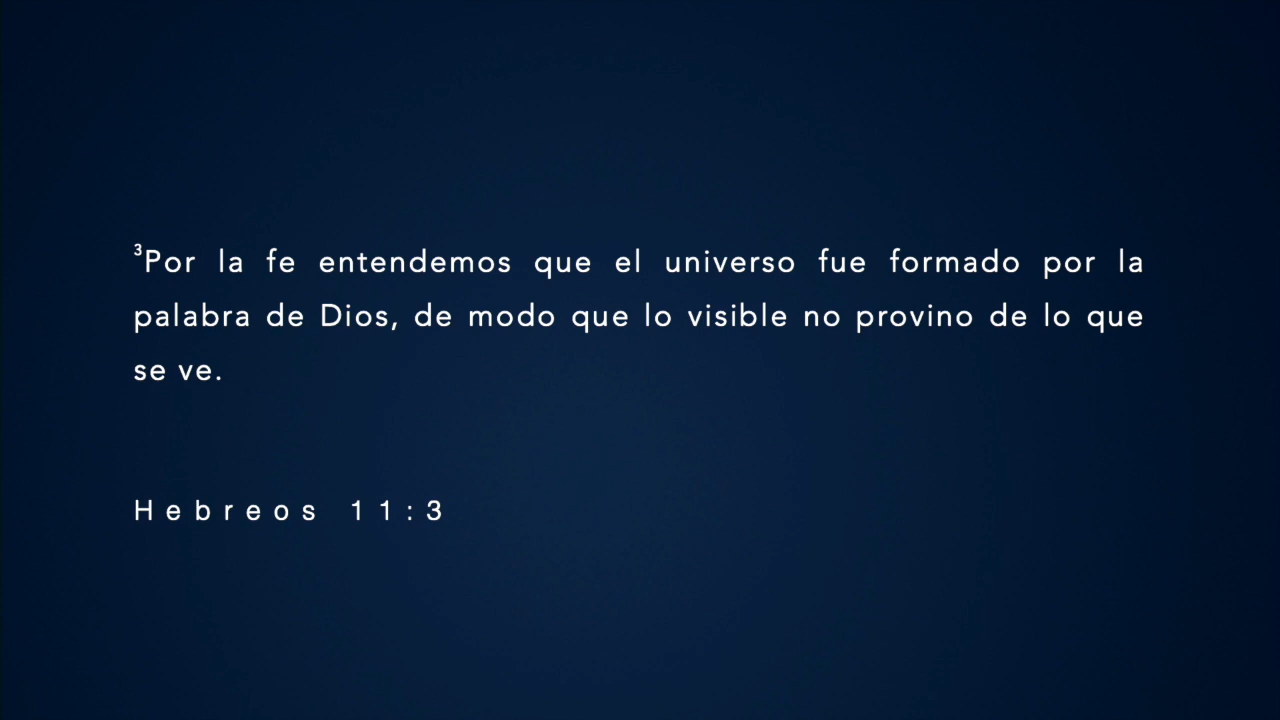 ³Por la fe entendemos que el universo fue formado por la
palabra de Dios, de modo que lo visible no provino de lo que
se ve.
Hebreos 11:3